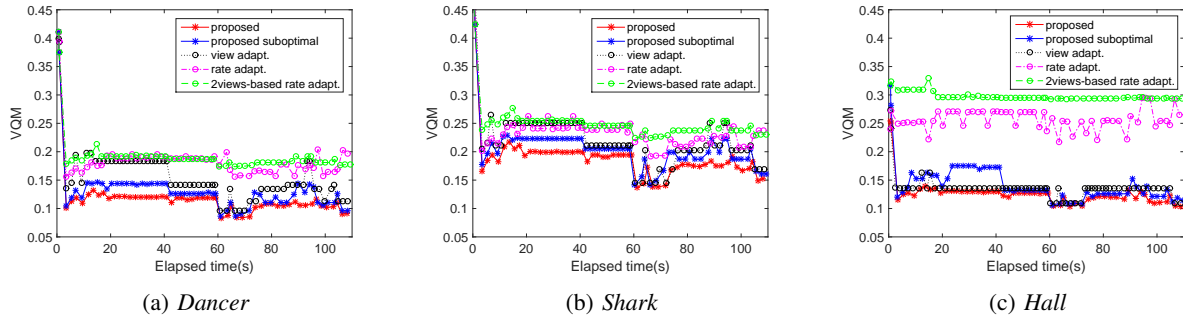 0.45
0.4
0.35
0.3
0.25
0.2
0.15
0.1
0.05
VQM
0 20 40 60 80 100
Elapsed time(s)
proposed
proposed suboptimal
view adapt.
rate adapt.
2views-based rate adapt.
(a) Dancer
0.45
0.4
0.35
0.3
0.25
0.2
0.15
0.1
0.05
VQM
0 20 40 60 80 100
Elapsed time(s)
proposed
proposed suboptimal
view adapt.
rate adapt.
2views-based rate adapt.
(b) Shark
0.45
0.4
0.35
0.3
0.25
0.2
0.15
0.1
0.05
VQM
0 20 40 60 80 100
Elapsed time(s)
proposed
proposed suboptimal
view adapt.
rate adapt.
2views-based rate adapt.
(c) Hall